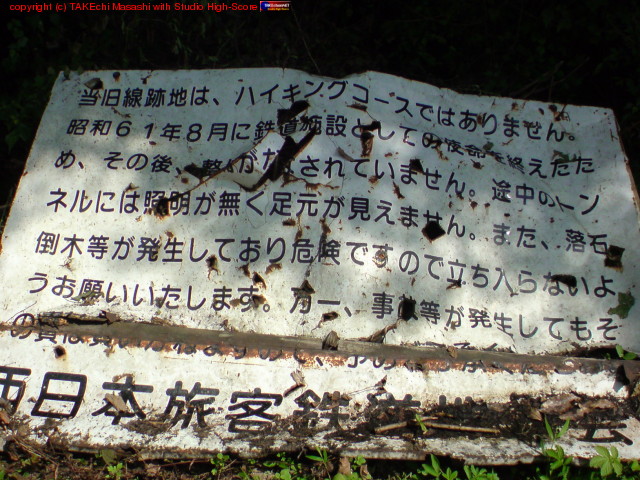 copyright (c) TAKEchi Masashi with Studio High-Score
当旧線跡地は、ハイキングコースではありません。
昭和61年8月に鉄道施設としての使命を終えたた
め、その後、整がなされていません。途中のトン
ネルには照明が無く足元が見えません。また、落石
倒木等が発生しており危険ですので立ち入らないよ
うお願いいたします。万一、事故等が発生してもそ
の
西日本旅客鉄